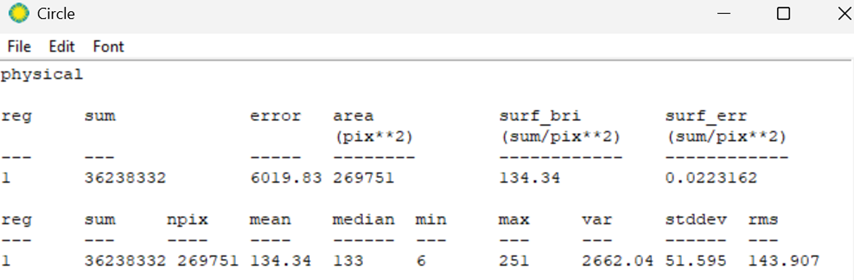 Circle
File Edit Font
physical
reg sum error area surf_bri surf_err
(pix**2) (sum/pix**2) (sum/pix**2)
--- --- ----- -------- ------------ ------------
1 36238332 6019.83 269751 134.34 0.0223162
reg sum npix mean median min max var stddev rms
--- --- ---- ---- ------ --- --- --- ------ ---
1 36238332 269751 134.34 133 6 251 2662.04 51.595 143.907